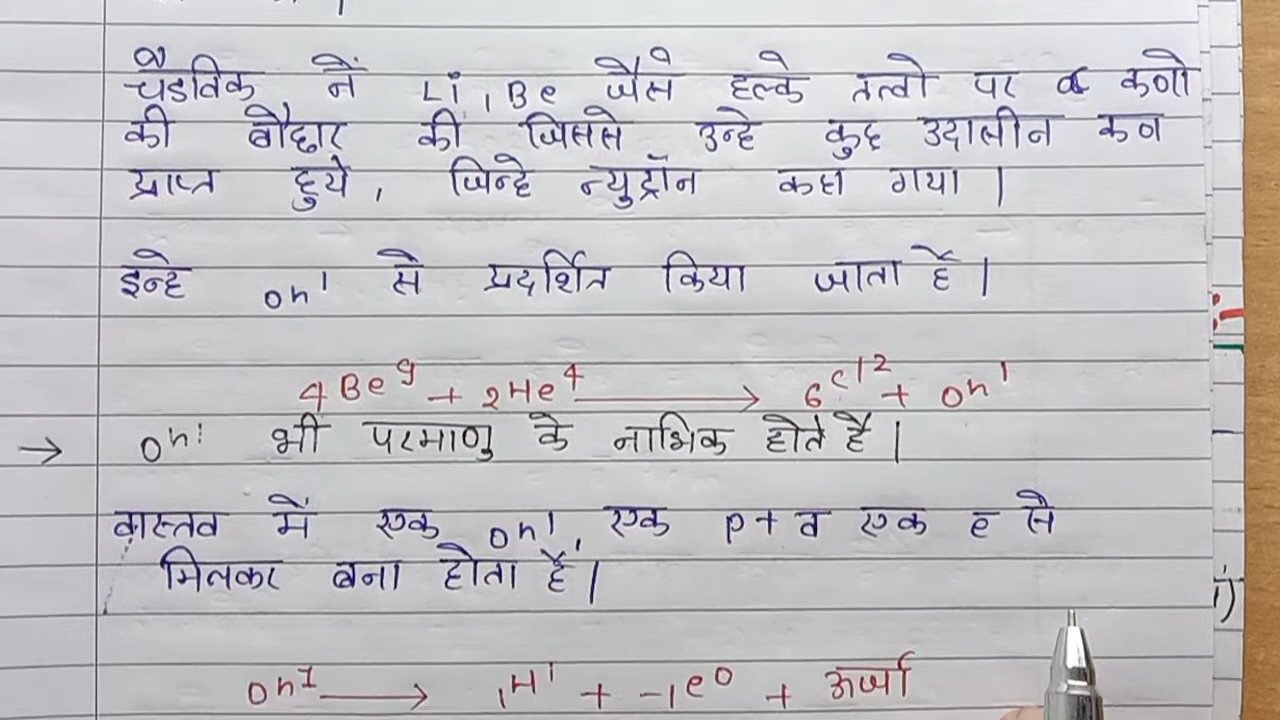 चैडविक नें Li, Be जैसे हल्के तत्वो पर α कणो
की बौछार की जिससे उन्हे कुछ उदासीन कण
प्राप्त हुये, जिन्हे न्युट्रॉन कहा गया।
इन्हे 0n¹ से प्रदर्शित किया जाता हैं।
4Be⁹ + 2He⁴ → 6C¹² + 0n¹
→ 0n¹ भी परमाणु के नाभिक होते है।
वास्तव में एक 0n¹, एक p+ व एक e से
मिलकर बना होता हैं।
i)
0n¹ → 1H¹ + -1e⁰ + ऊर्जा